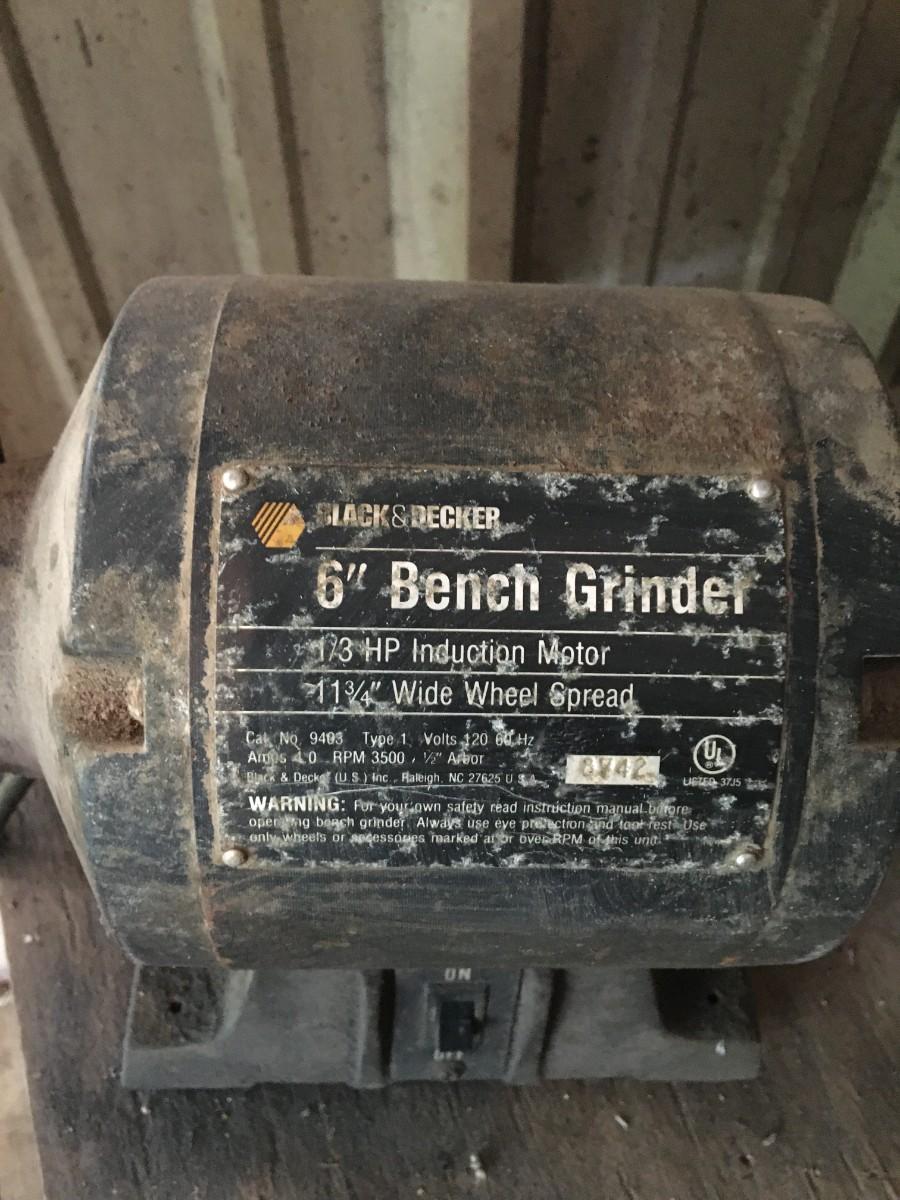 BLACK&DECKER
6" Bench Grinder
1/3 HP Induction Motor
11¾" Wide Wheel Spread
Cat. No. 9403 Type 1 Volts 120 60 Hz
Amps 4.0 RPM 3500 , ½" Arbor
Black & Decker (U.S.) Inc., Raleigh, NC 27625 U.S.A.
8742
UL
®
LISTED 37J5
WARNING: For your own safety read instruction manual before
operating bench grinder. Always use eye protection and tool rest. Use
only wheels or accessories marked at or over RPM of this unit.
ON
OFF